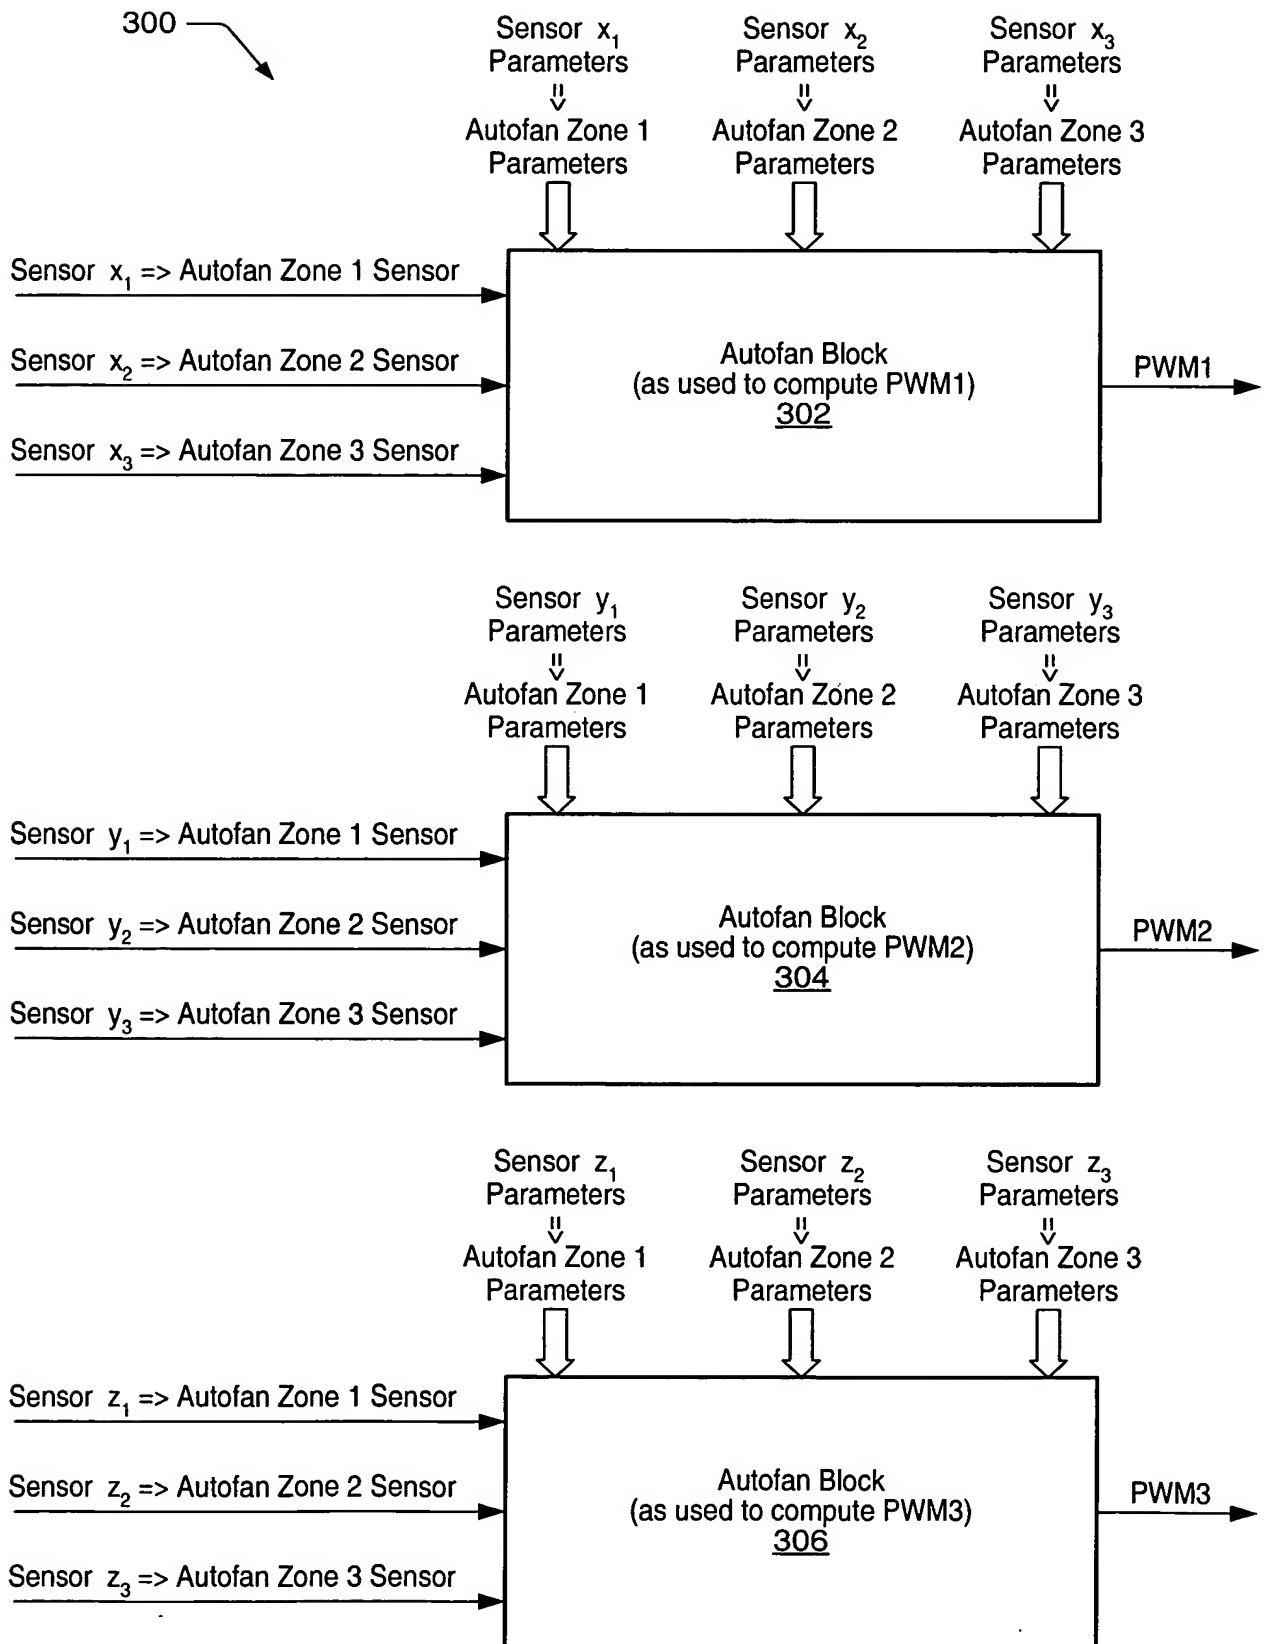 300
Sensor x₁ Sensor x₂ Sensor x₃
Parameters Parameters Parameters
Autofan Zone 1 Autofan Zone 2 Autofan Zone 3
Parameters Parameters Parameters
Sensor x₁ => Autofan Zone 1 Sensor
Sensor x₂ => Autofan Zone 2 Sensor
Sensor x₃ => Autofan Zone 3 Sensor
Autofan Block
(as used to compute PWM1)
302
PWM1
Sensor y₁ Sensor y₂ Sensor y₃
Parameters Parameters Parameters
Autofan Zone 1 Autofan Zone 2 Autofan Zone 3
Parameters Parameters Parameters
Sensor y₁ => Autofan Zone 1 Sensor
Sensor y₂ => Autofan Zone 2 Sensor
Sensor y₃ => Autofan Zone 3 Sensor
Autofan Block
(as used to compute PWM2)
304
PWM2
Sensor z₁ Sensor z₂ Sensor z₃
Parameters Parameters Parameters
Autofan Zone 1 Autofan Zone 2 Autofan Zone 3
Parameters Parameters Parameters
Sensor z₁ => Autofan Zone 1 Sensor
Sensor z₂ => Autofan Zone 2 Sensor
Sensor z₃ => Autofan Zone 3 Sensor
Autofan Block
(as used to compute PWM3)
306
PWM3